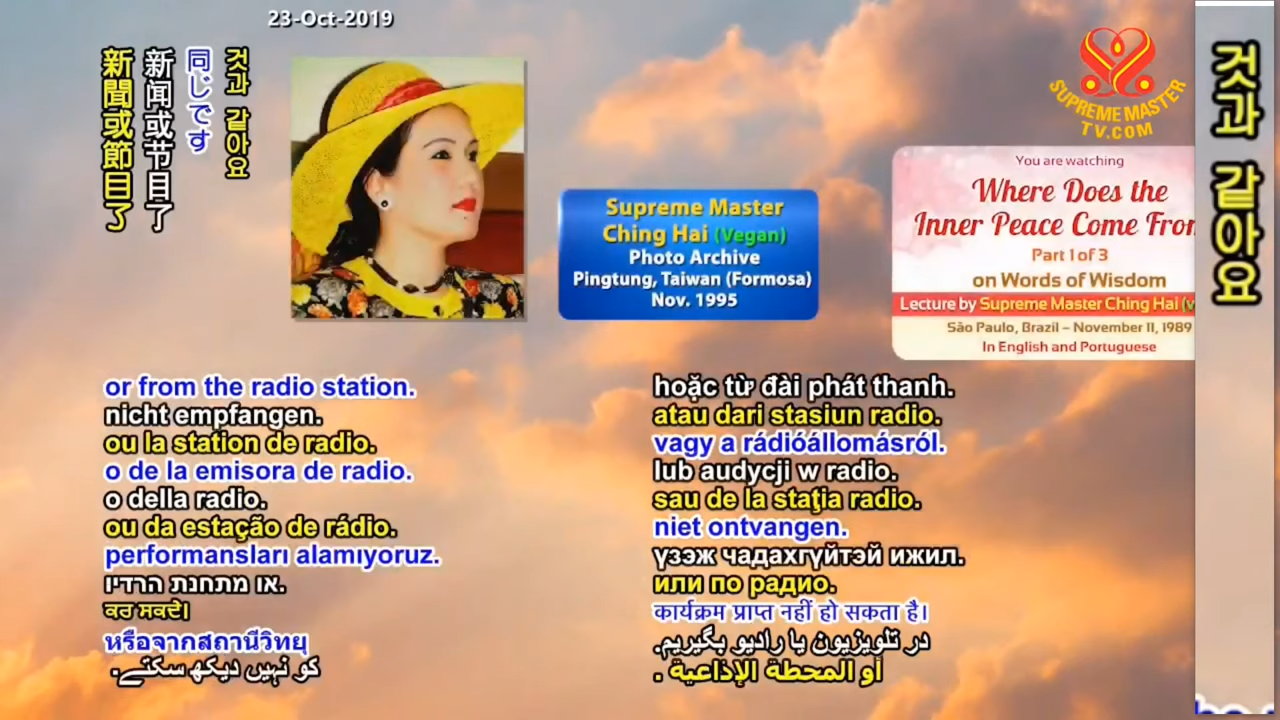 23-Oct-2019
新聞或節目了
新闻或节目了
同じです
것과 같아요
SUPREME MASTER
TV.COM
Supreme Master
Ching Hai (Vegan)
Photo Archive
Pingtung, Taiwan (Formosa)
Nov. 1995
You are watching
Where Does the
Inner Peace Come From
Part 1 of 3
on Words of Wisdom
Lecture by Supreme Master Ching Hai
São Paulo, Brazil – November 11, 1989
In English and Portuguese
것과 같아요
or from the radio station.
nicht empfangen.
ou la station de radio.
o de la emisora de radio.
o della radio.
ou da estação de rádio.
performansları alamıyoruz.
או מתחנת הרדיו.
ਕਰ ਸਕਦੇ।
หรือจากสถานีวิทยุ
کو نہیں دیکھ سکتے.
hoặc từ đài phát thanh.
atau dari stasiun radio.
vagy a rádióállomásról.
lub audycji w radio.
sau de la staţia radio.
niet ontvangen.
үзэж чадахгүйтэй ижил.
или по радио.
कार्यक्रम प्राप्त नहीं हो सकता है।
در تلویزیون یا رادیو بگیریم.
أو المحطة الإذاعية .